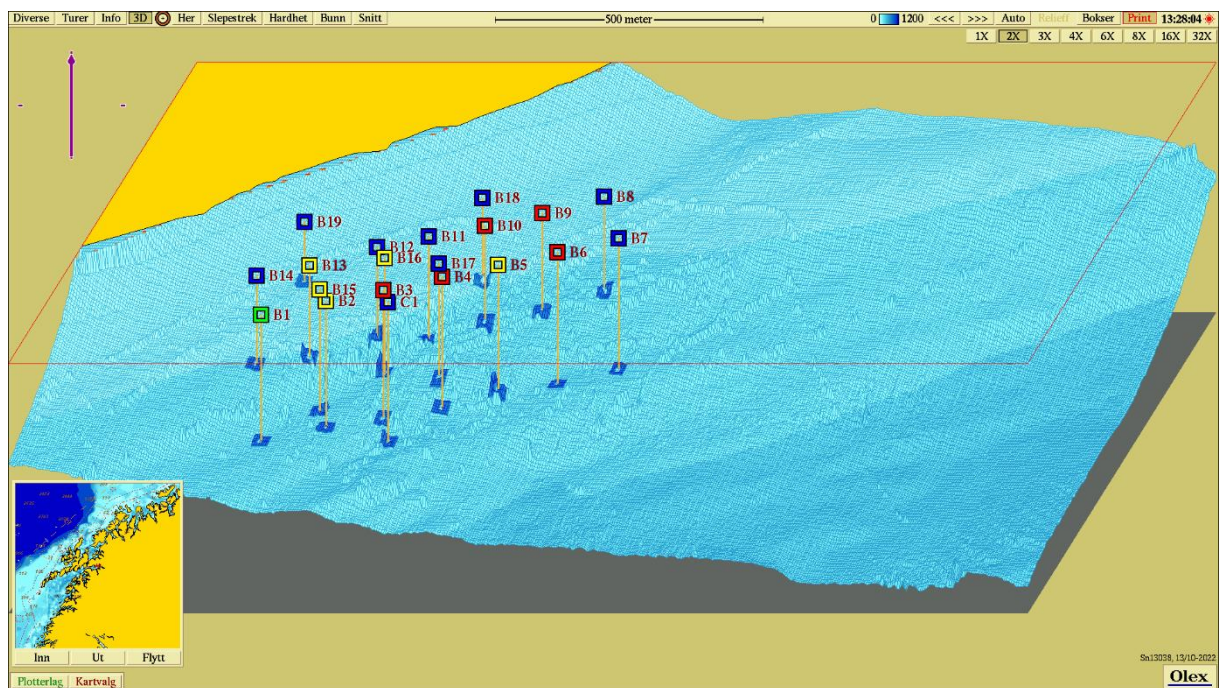 Diverse Turer Info 3D Her Slepestrek Hardhet Bunn Snitt 500 meter 0 1200 <<< >>> Auto Relieff Bokser Print 13:28:04
1X 2X 3X 4X 6X 8X 16X 32X
B18 B8
B9
B19 B10
B11 B7
B12 B6
B16
B13 B17 B5
B14 B4
B15 B3
B2 C1
B1
Inn Ut Flytt
Sn13038, 13/10-2022
Plotterlag Kartvalg Olex